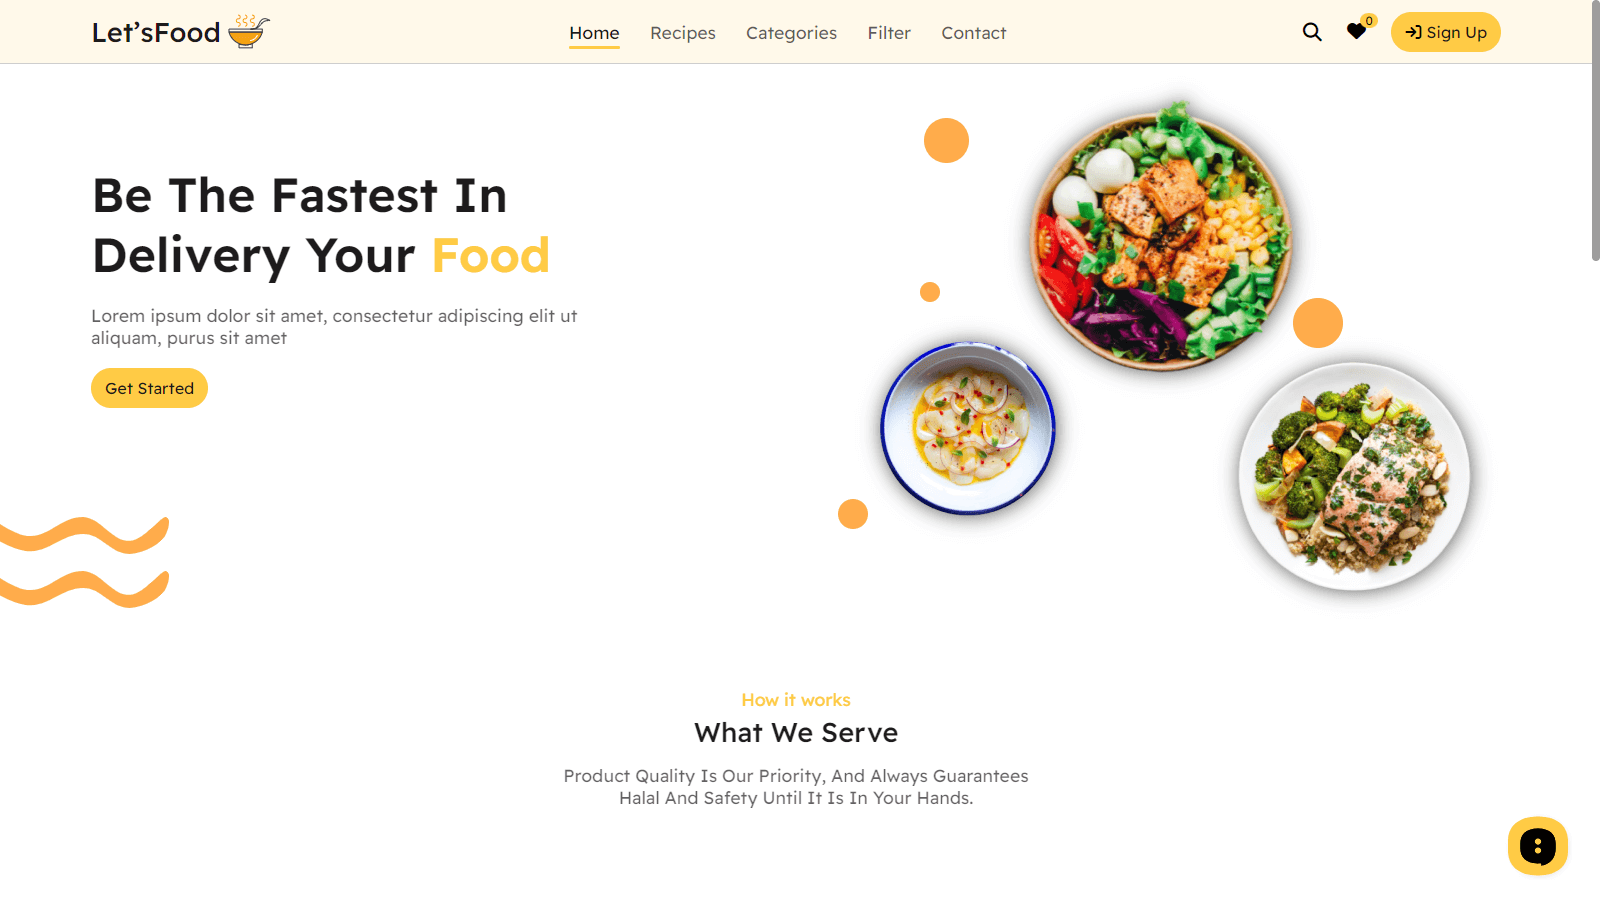 Let’sFood
Home
Recipes
Categories
Filter
Contact
0
Sign Up
Be The Fastest In
Delivery Your Food
Lorem ipsum dolor sit amet, consectetur adipiscing elit ut
aliquam, purus sit amet
Get Started
How it works
What We Serve
Product Quality Is Our Priority, And Always Guarantees
Halal And Safety Until It Is In Your Hands.